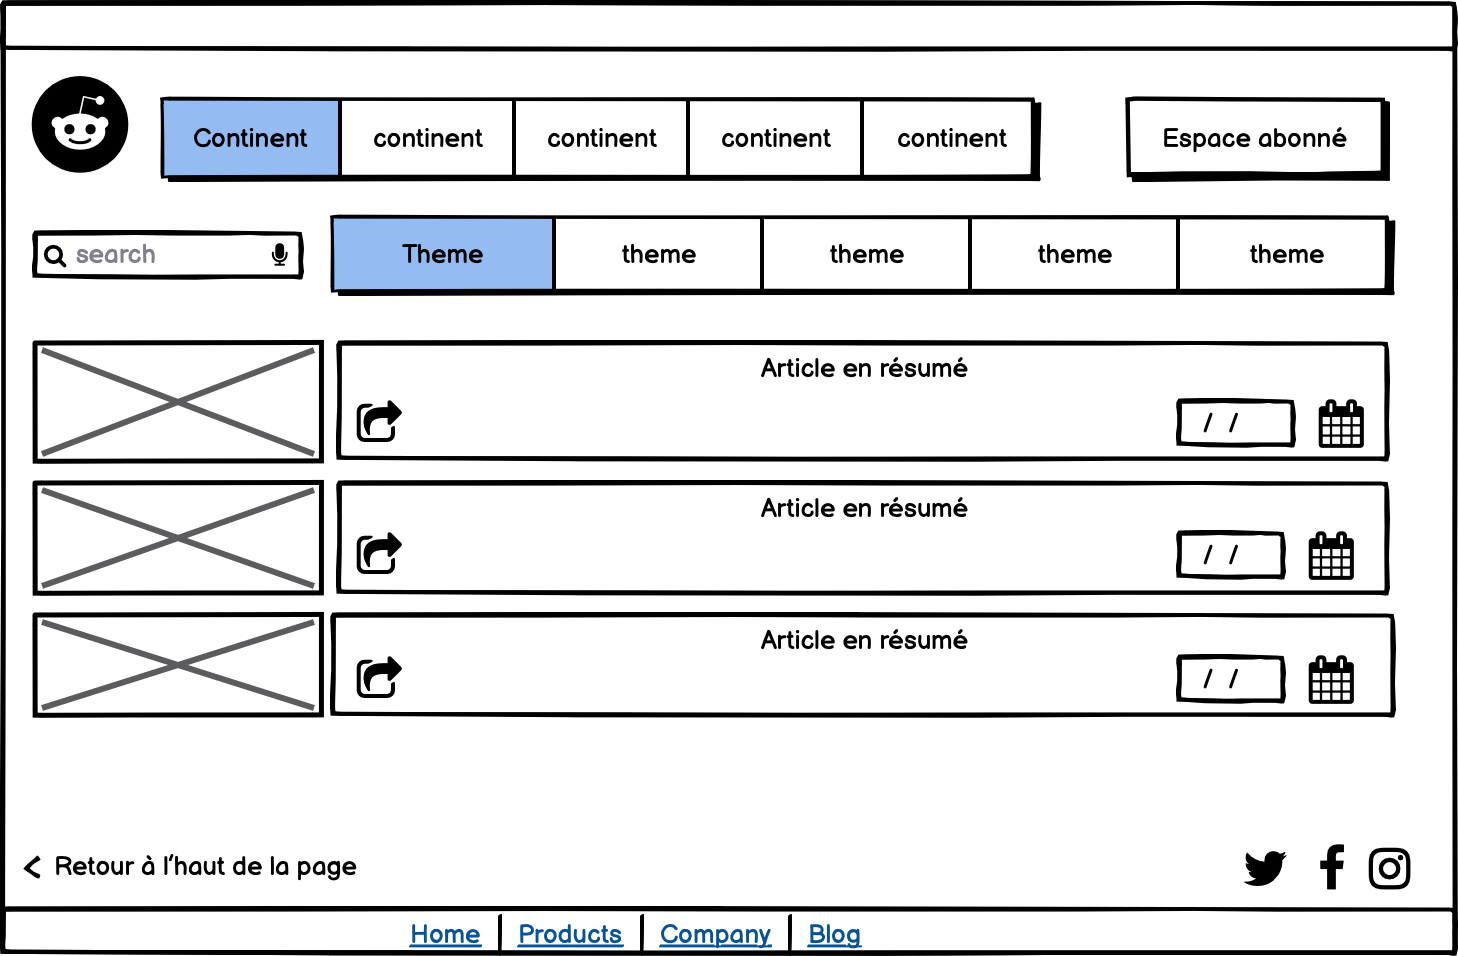 Continent continent continent continent continent Espace abonné
search Theme theme theme theme theme
Article en résumé
/ /
Article en résumé
/ /
Article en résumé
/ /
Retour à l'haut de la page
Home Products Company Blog